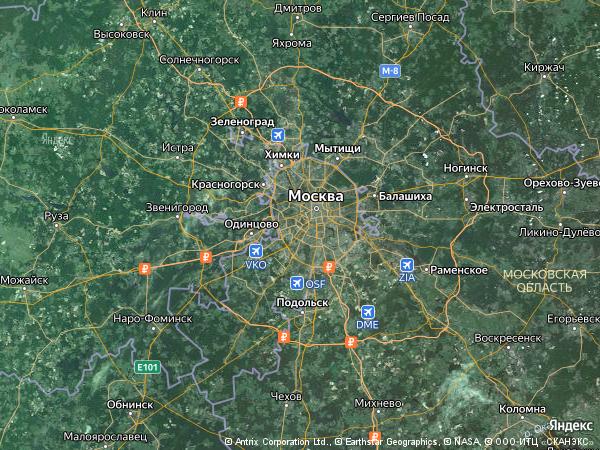 Дмитров
Клин
Сергиев Посад
Высоковск
Яхрома
Солнечногорск
М-8
Киржач
Зеленоград
Яндекс
Истра
Химки
Мытищи
Ногинск
Красногорск
Москва
Балашиха
Орехово-Зуев
Звенигород
Электросталь
Руза
Одинцово
Ликино-Дулёво
VKO
ZIA
Раменское
МОСКОВСКАЯ
ОБЛАСТЬ
Можайск
OSF
Подольск
Наро-Фоминск
DME
Егорьевск
Воскресенск
E101
Чехов
Обнинск
Михнево
Коломна
Яндекс
Малоярославец
© Antrix Corporation Ltd., © Earthstar Geographics, © NASA, © ООО «ИТЦ «СКАНЭКС»